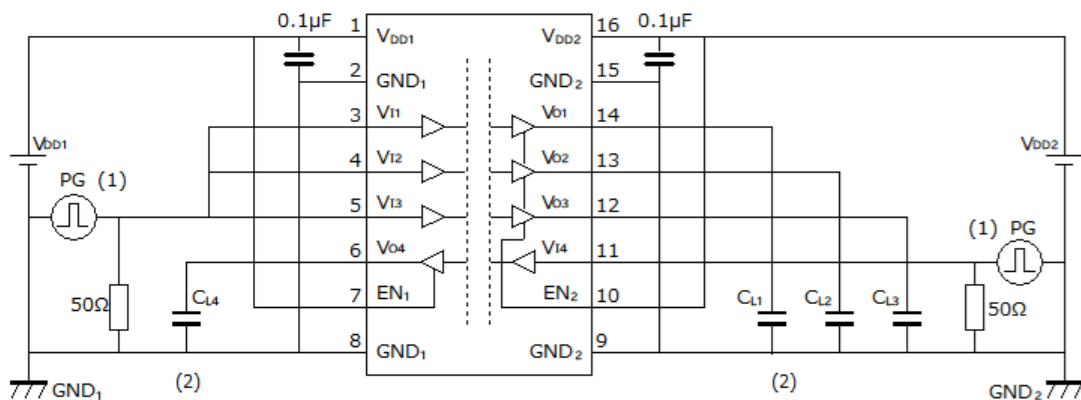 0.1µF 1 16 0.1µF
VDD1 VDD2
2 15
GND1 GND2
3 VI1 VO1 14
VDD1 4 VI2 VO2 13 VDD2
PG (1) 5 VI3 VO3 12
6 VO4 VI4 11 (1) PG
50Ω CL4 7 EN1 EN2 10 CL1 CL2 CL3 50Ω
8 GND1 GND2 9
GND1 (2) (2) GND2